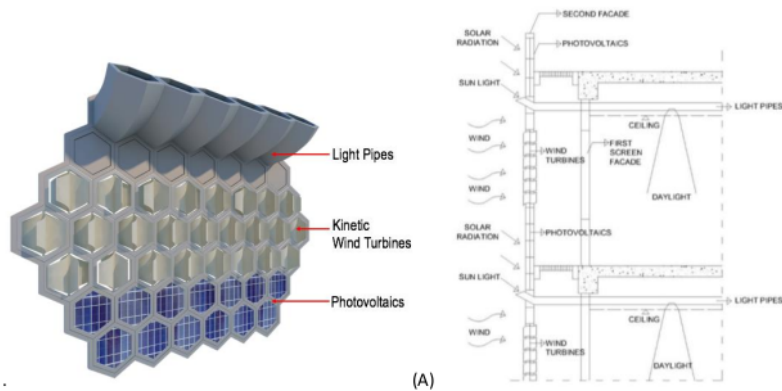 Light Pipes
Kinetic
Wind Turbines
Photovoltaics
.
(A)
SECOND FACADE
SOLAR
RADIATION
PHOTOVOLTAICS
SUN LIGHT
LIGHT PIPES
CEILING
WIND
WIND
TURBINES
FIRST
SCREEN
FACADE
WIND
DAYLIGHT
SOLAR
RADIATION
PHOTOVOLTAICS
SUN LIGHT
LIGHT PIPES
CEILING
WIND
WIND
TURBINES
DAYLIGHT